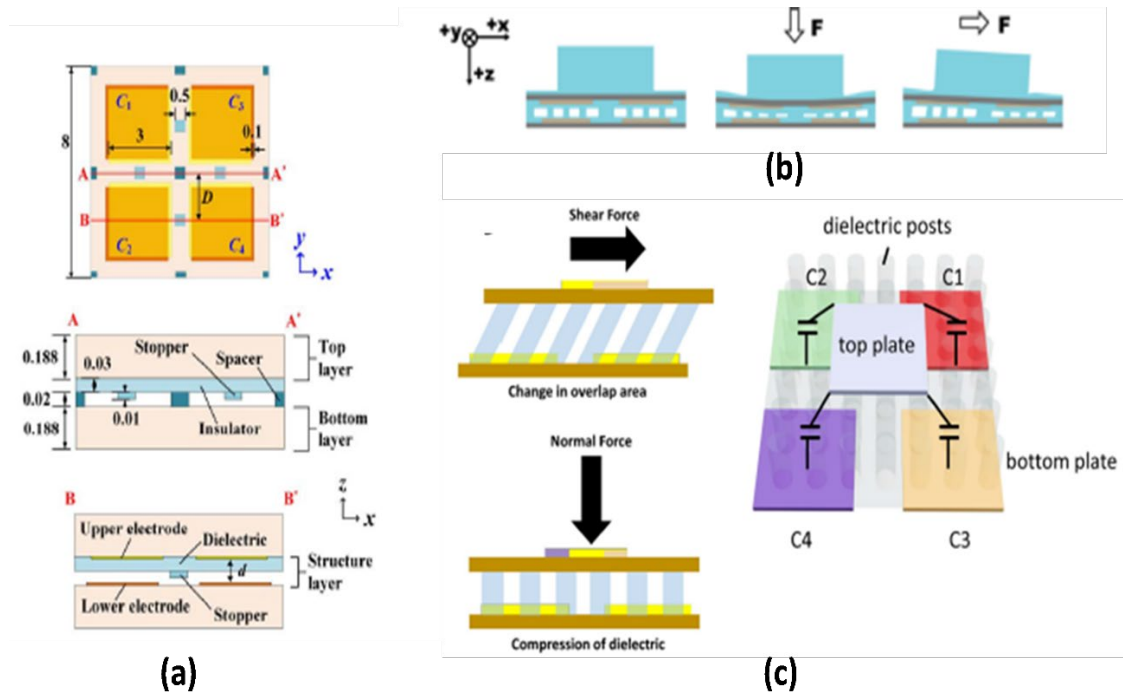 C1
C3
0.5
0.1
3
8
A
A'
D
B
B'
C2
C4
y
x
A
A'
0.188
0.03
0.02
0.01
0.188
Stopper
Spacer
Insulator
Top
layer
Bottom
layer
z
x
B
B'
Upper electrode
Dielectric
d
Lower electrode
Stopper
Structure
layer
(a)
+y
+x
+z
F
F
(b)
Shear Force
Change in overlap area
Normal Force
Compression of dielectric
dielectric posts
C2
C1
top plate
bottom plate
C4
C3
(c)